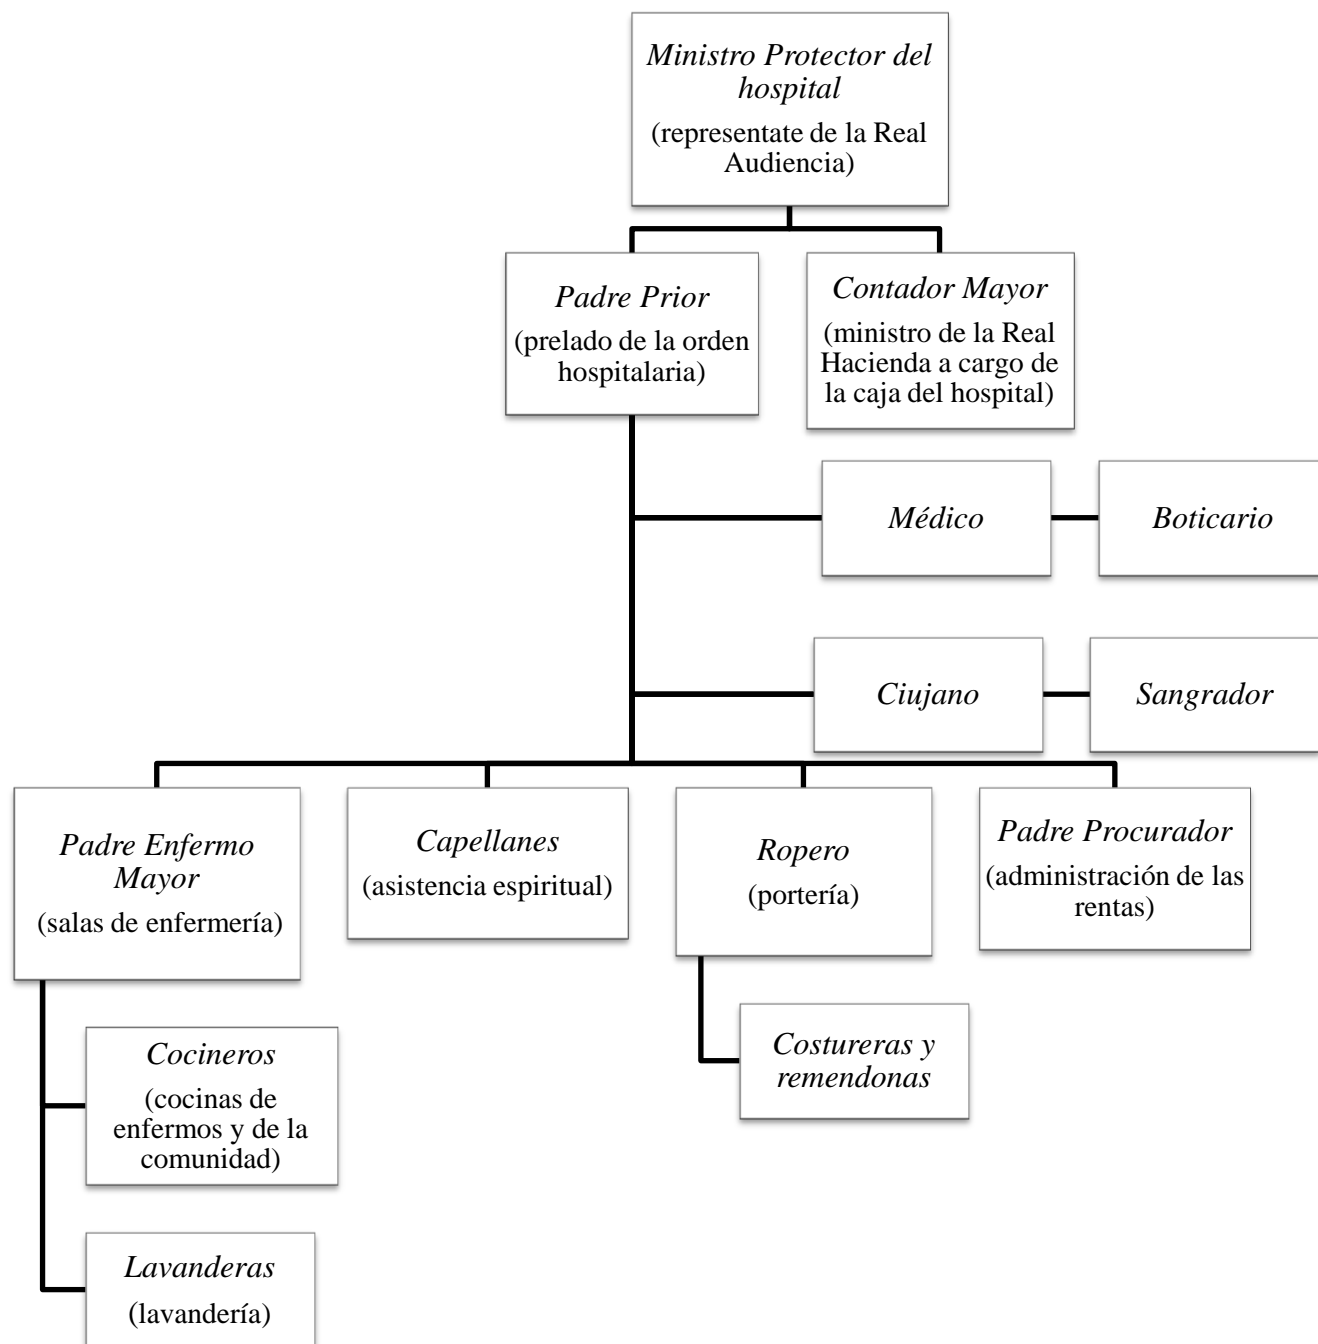 Ministro Protector del
hospital
(representate de la Real
Audiencia)
Padre Prior
(prelado de la orden
hospitalaria)
Contador Mayor
(ministro de la Real
Hacienda a cargo de
la caja del hospital)
Médico
Boticario
Ciujano
Sangrador
Padre Enfermo
Mayor
(salas de enfermería)
Capellanes
(asistencia espiritual)
Ropero
(portería)
Padre Procurador
(administración de las
rentas)
Cocineros
(cocinas de
enfermos y de la
comunidad)
Costureras y
remendonas
Lavanderas
(lavandería)